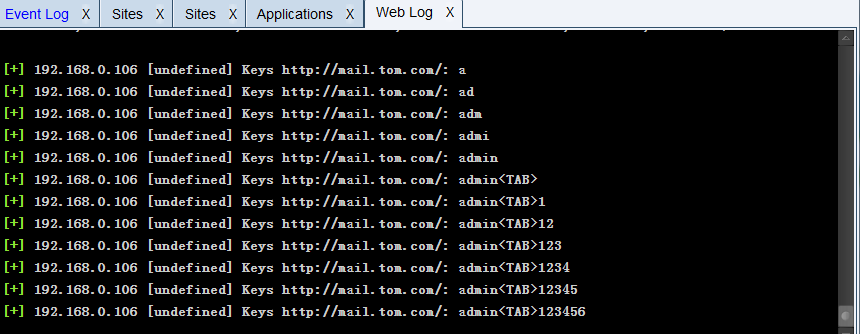 Event Log X Sites X Sites X Applications X Web Log X
[+] 192.168.0.106 [undefined] Keys http://mail.tom.com/: a
[+] 192.168.0.106 [undefined] Keys http://mail.tom.com/: ad
[+] 192.168.0.106 [undefined] Keys http://mail.tom.com/: adm
[+] 192.168.0.106 [undefined] Keys http://mail.tom.com/: admi
[+] 192.168.0.106 [undefined] Keys http://mail.tom.com/: admin
[+] 192.168.0.106 [undefined] Keys http://mail.tom.com/: admin<TAB>
[+] 192.168.0.106 [undefined] Keys http://mail.tom.com/: admin<TAB>1
[+] 192.168.0.106 [undefined] Keys http://mail.tom.com/: admin<TAB>12
[+] 192.168.0.106 [undefined] Keys http://mail.tom.com/: admin<TAB>123
[+] 192.168.0.106 [undefined] Keys http://mail.tom.com/: admin<TAB>1234
[+] 192.168.0.106 [undefined] Keys http://mail.tom.com/: admin<TAB>12345
[+] 192.168.0.106 [undefined] Keys http://mail.tom.com/: admin<TAB>123456